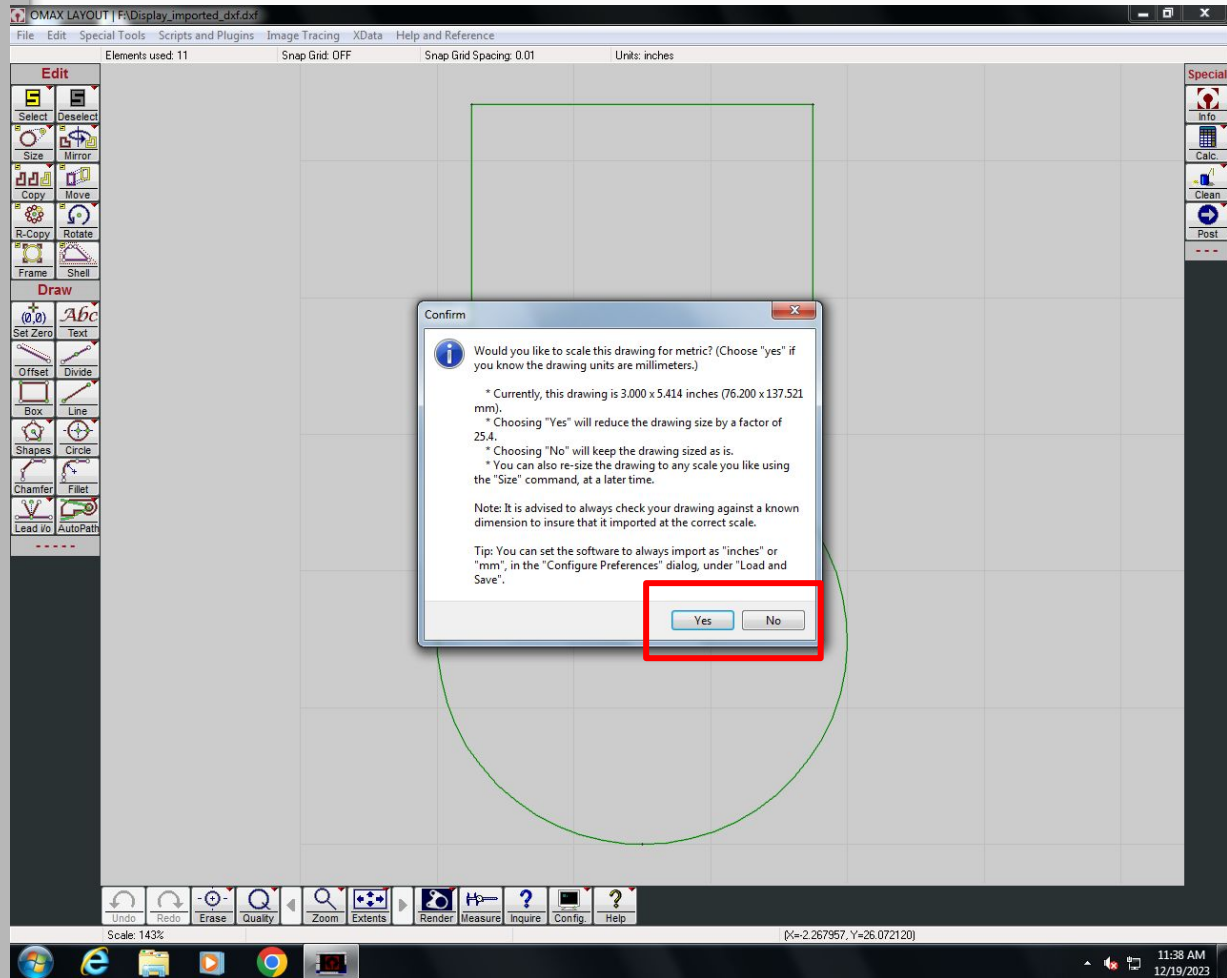 OMAX LAYOUT | F:\Display_imported_dxf.dxf
File Edit Special Tools Scripts and Plugins Image Tracing XData Help and Reference
Elements used: 11 Snap Grid: OFF Snap Grid Spacing: 0.01 Units: inches
Edit
Select Deselect
Size Mirror
Copy Move
R-Copy Rotate
Frame Shell
Draw
(0,0) Abc
Set Zero Text
Offset Divide
Box Line
Shapes Circle
Chamfer Fillet
Lead i/o AutoPath
- - - - -
Special
Info
Calc.
Clean
Post
- - -
Confirm
Would you like to scale this drawing for metric? (Choose "yes" if
you know the drawing units are millimeters.)
* Currently, this drawing is 3.000 x 5.414 inches (76.200 x 137.521
mm).
* Choosing "Yes" will reduce the drawing size by a factor of
25.4.
* Choosing "No" will keep the drawing sized as is.
* You can also re-size the drawing to any scale you like using
the "Size" command, at a later time.
Note: It is advised to always check your drawing against a known
dimension to insure that it imported at the correct scale.
Tip: You can set the software to always import as "inches" or
"mm", in the "Configure Preferences" dialog, under "Load and
Save".
Yes No
Undo Redo Erase Quality Zoom Extents Render Measure Inquire Config. Help
Scale: 143% (X=-2.267957, Y=26.072120)
11:38 AM
12/19/2023